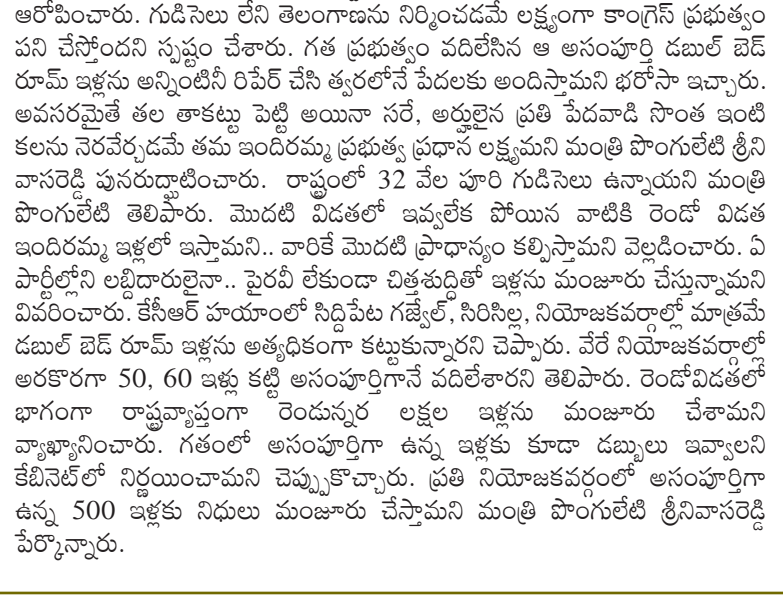 ఆరోపించారు. గుడిసెలు లేని తెలంగాణను నిర్మించడమే లక్ష్యంగా కాంగ్రెస్ ప్రభుత్వం
పని చేస్తోందని స్పష్టం చేశారు. గత ప్రభుత్వం వదిలేసిన ఆ అసంపూర్తి డబుల్ బెడ్
రూమ్ ఇళ్లను అన్నింటినీ రిపేర్ చేసి త్వరలోనే పేదలకు అందిస్తామని భరోసా ఇచ్చారు.
అవసరమైతే తల తాకట్టు పెట్టి అయినా సరే, అర్హులైన ప్రతి పేదవాడి సొంత ఇంటి
కలను నెరవేర్చడమే తమ ఇందిరమ్మ ప్రభుత్వ ప్రధాన లక్ష్యమని మంత్రి పొంగులేటి శ్రీని
వాసరెడ్డి పునరుద్ఘాటించారు. రాష్ట్రంలో 32 వేల పూరి గుడిసెలు ఉన్నాయని మంత్రి
పొంగులేటి తెలిపారు. మొదటి విడతలో ఇవ్వలేక పోయిన వాటికి రెండో విడత
ఇందిరమ్మ ఇళ్లలో ఇస్తామని.. వారికే మొదటి ప్రాధాన్యం కల్పిస్తామని వెల్లడించారు. ఏ
పార్టీల్లోని లబ్దిదారులైనా.. పైరవీ లేకుండా చిత్తశుద్ధితో ఇళ్లను మంజూరు చేస్తున్నామని
వివరించారు. కేసీఆర్ హయాంలో సిద్దిపేట గజ్వేల్, సిరిసిల్ల, నియోజకవర్గాల్లో మాత్రమే
డబుల్ బెడ్ రూమ్ ఇళ్లను అత్యధికంగా కట్టుకున్నారని చెప్పారు. వేరే నియోజకవర్గాల్లో
అరకొరగా 50, 60 ఇళ్లు కట్టి అసంపూర్తిగానే వదిలేశారని తెలిపారు. రెండోవిడతలో
భాగంగా రాష్ట్రవ్యాప్తంగా రెండున్నర లక్షల ఇళ్లను మంజూరు చేశామని
వ్యాఖ్యానించారు. గతంలో అసంపూర్తిగా ఉన్న ఇళ్లకు కూడా డబ్బులు ఇవ్వాలని
కేబినెట్‌లో నిర్ణయించామని చెప్పుకొచ్చారు. ప్రతి నియోజకవర్గంలో అసంపూర్తిగా
ఉన్న 500 ఇళ్లకు నిధులు మంజూరు చేస్తామని మంత్రి పొంగులేటి శ్రీనివాసరెడ్డి
పేర్కొన్నారు.